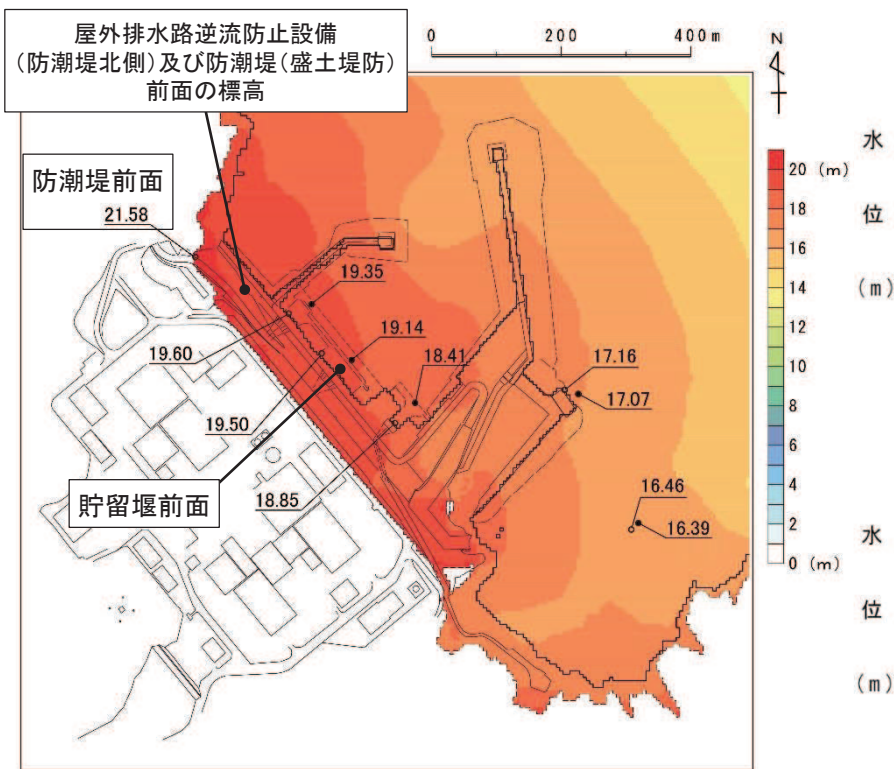 屋外排水路逆流防止設備
（防潮堤北側）及び防潮堤（盛土堤防）
前面の標高
0 200 400m
N
防潮堤前面
21.58
19.35
19.14
19.60
18.41
17.16
17.07
19.50
貯留堰前面
18.85
16.46
16.39
20 (m)
18
16
14
12
10
8
6
4
2
0 (m)
水位(m)
水位(m)